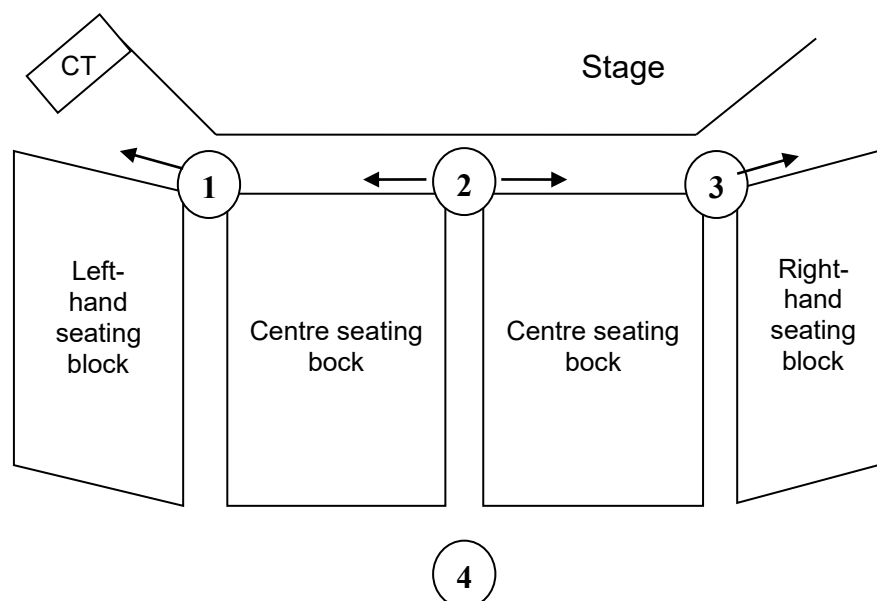 CT
Stage
1
2
3
Left-
hand
seating
block
Centre seating
bock
Centre seating
bock
Right-
hand
seating
block
4